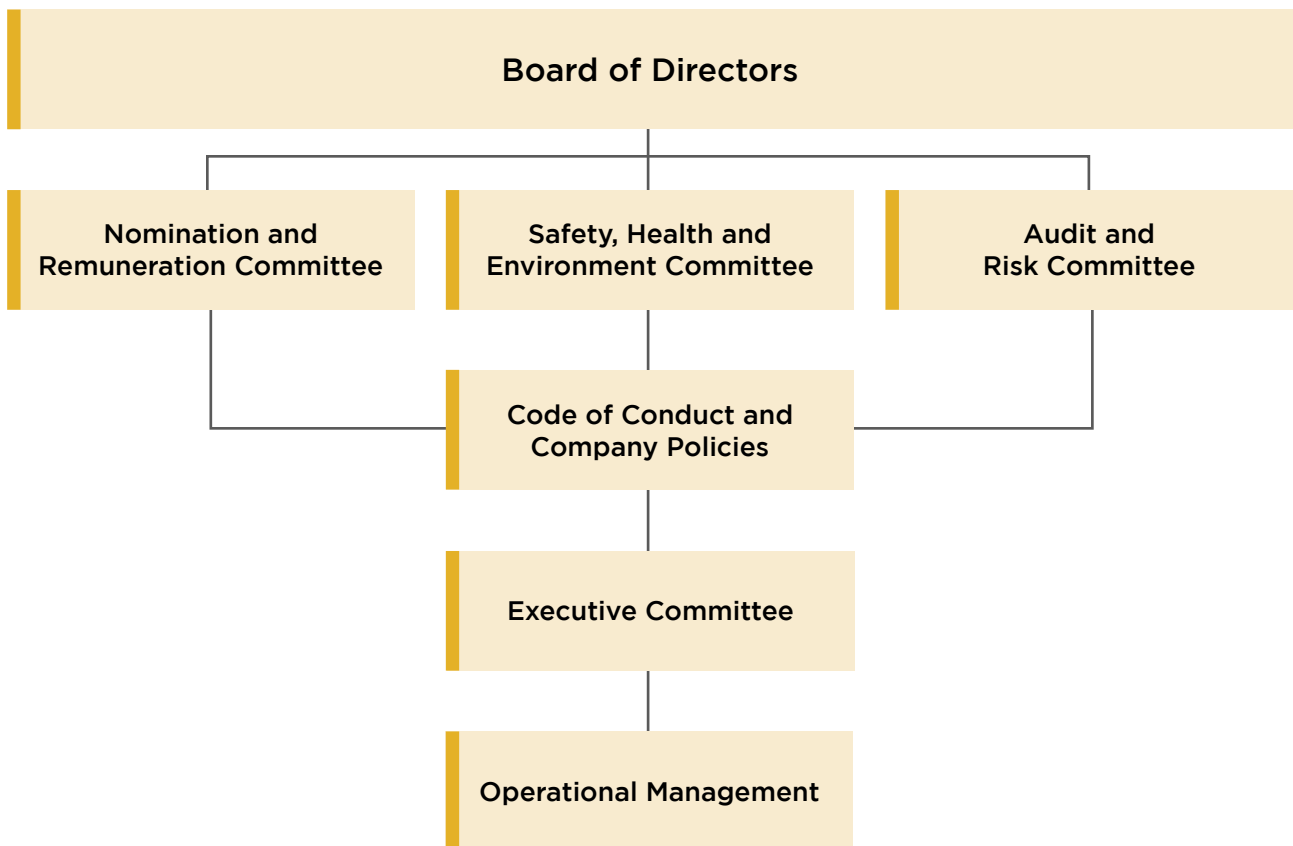 Board of Directors
Nomination and
Remuneration Committee
Safety, Health and
Environment Committee
Audit and
Risk Committee
Code of Conduct and
Company Policies
Executive Committee
Operational Management